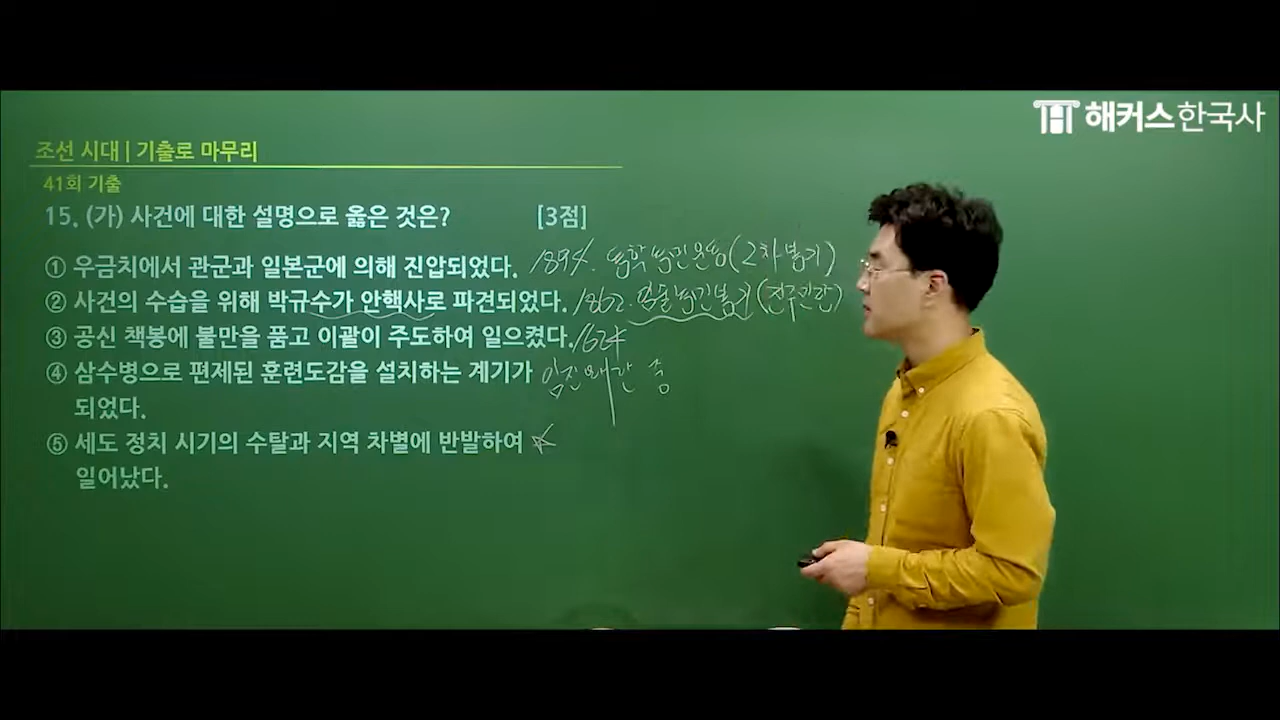 해커스한국사
조선 시대 | 기출로 마무리
41회 기출
15. (가) 사건에 대한 설명으로 옳은 것은? [3점]
① 우금치에서 관군과 일본군에 의해 진압되었다. 1894. 동학농민운동(2차봉기)
② 사건의 수습을 위해 박규수가 안핵사로 파견되었다. 1862. 임술농민봉기(진주민란)
③ 공신 책봉에 불만을 품고 이괄이 주도하여 일으켰다. 1624
④ 삼수병으로 편제된 훈련도감을 설치하는 계기가 임진왜란 중
되었다.
⑤ 세도 정치 시기의 수탈과 지역 차별에 반발하여
일어났다.